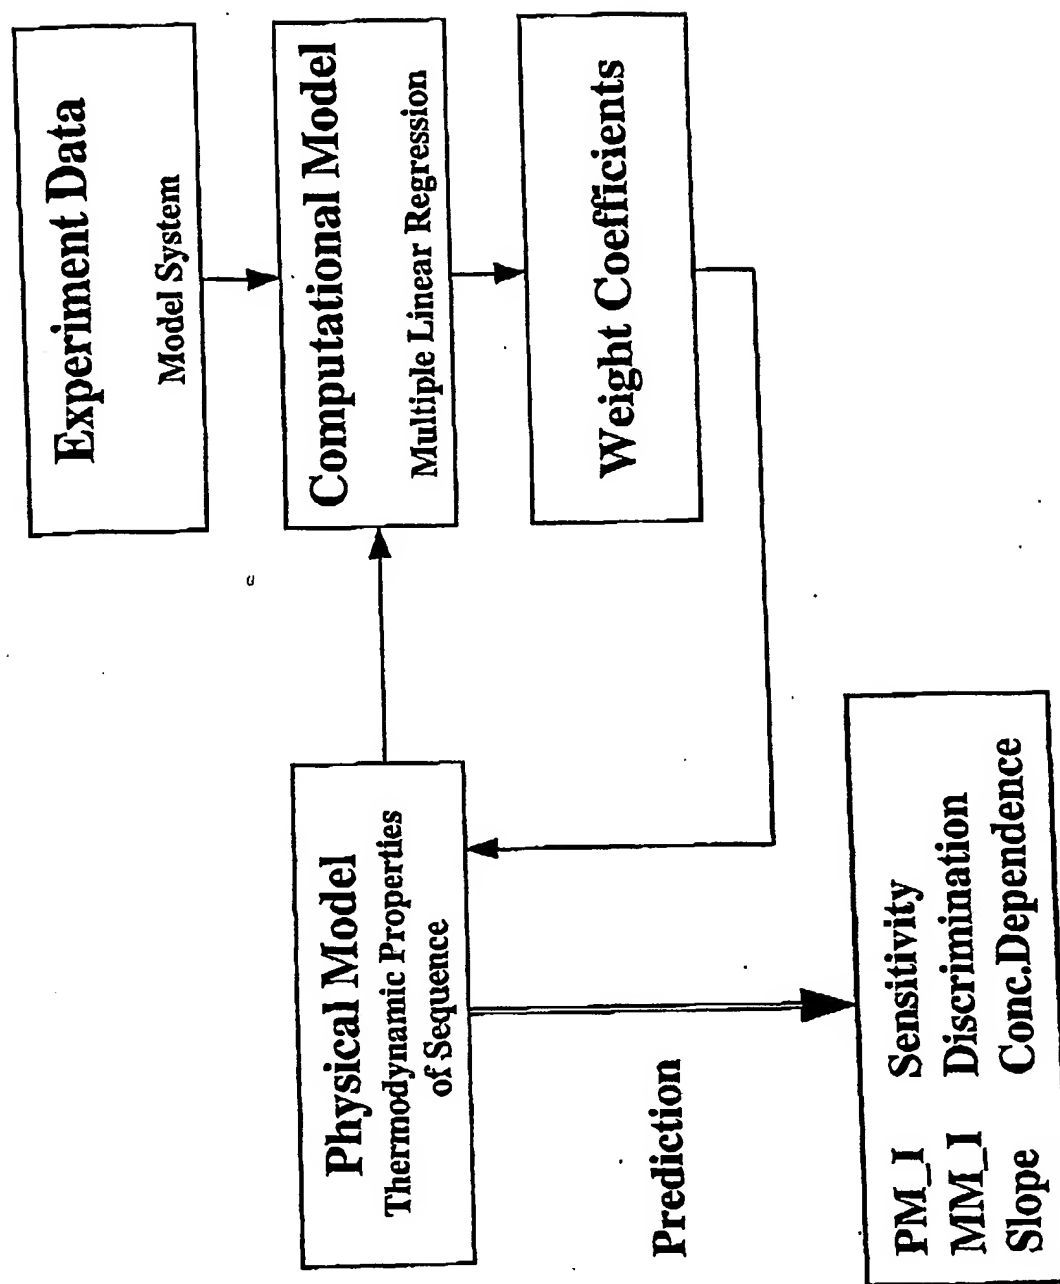 Experiment Data
Model System
Physical Model
Thermodynamic Properties
of Sequence
Computational Model
Multiple Linear Regression
Weight Coefficients
Prediction
PM_I Sensitivity
MM_I Discrimination
Slope Conc.Dependence